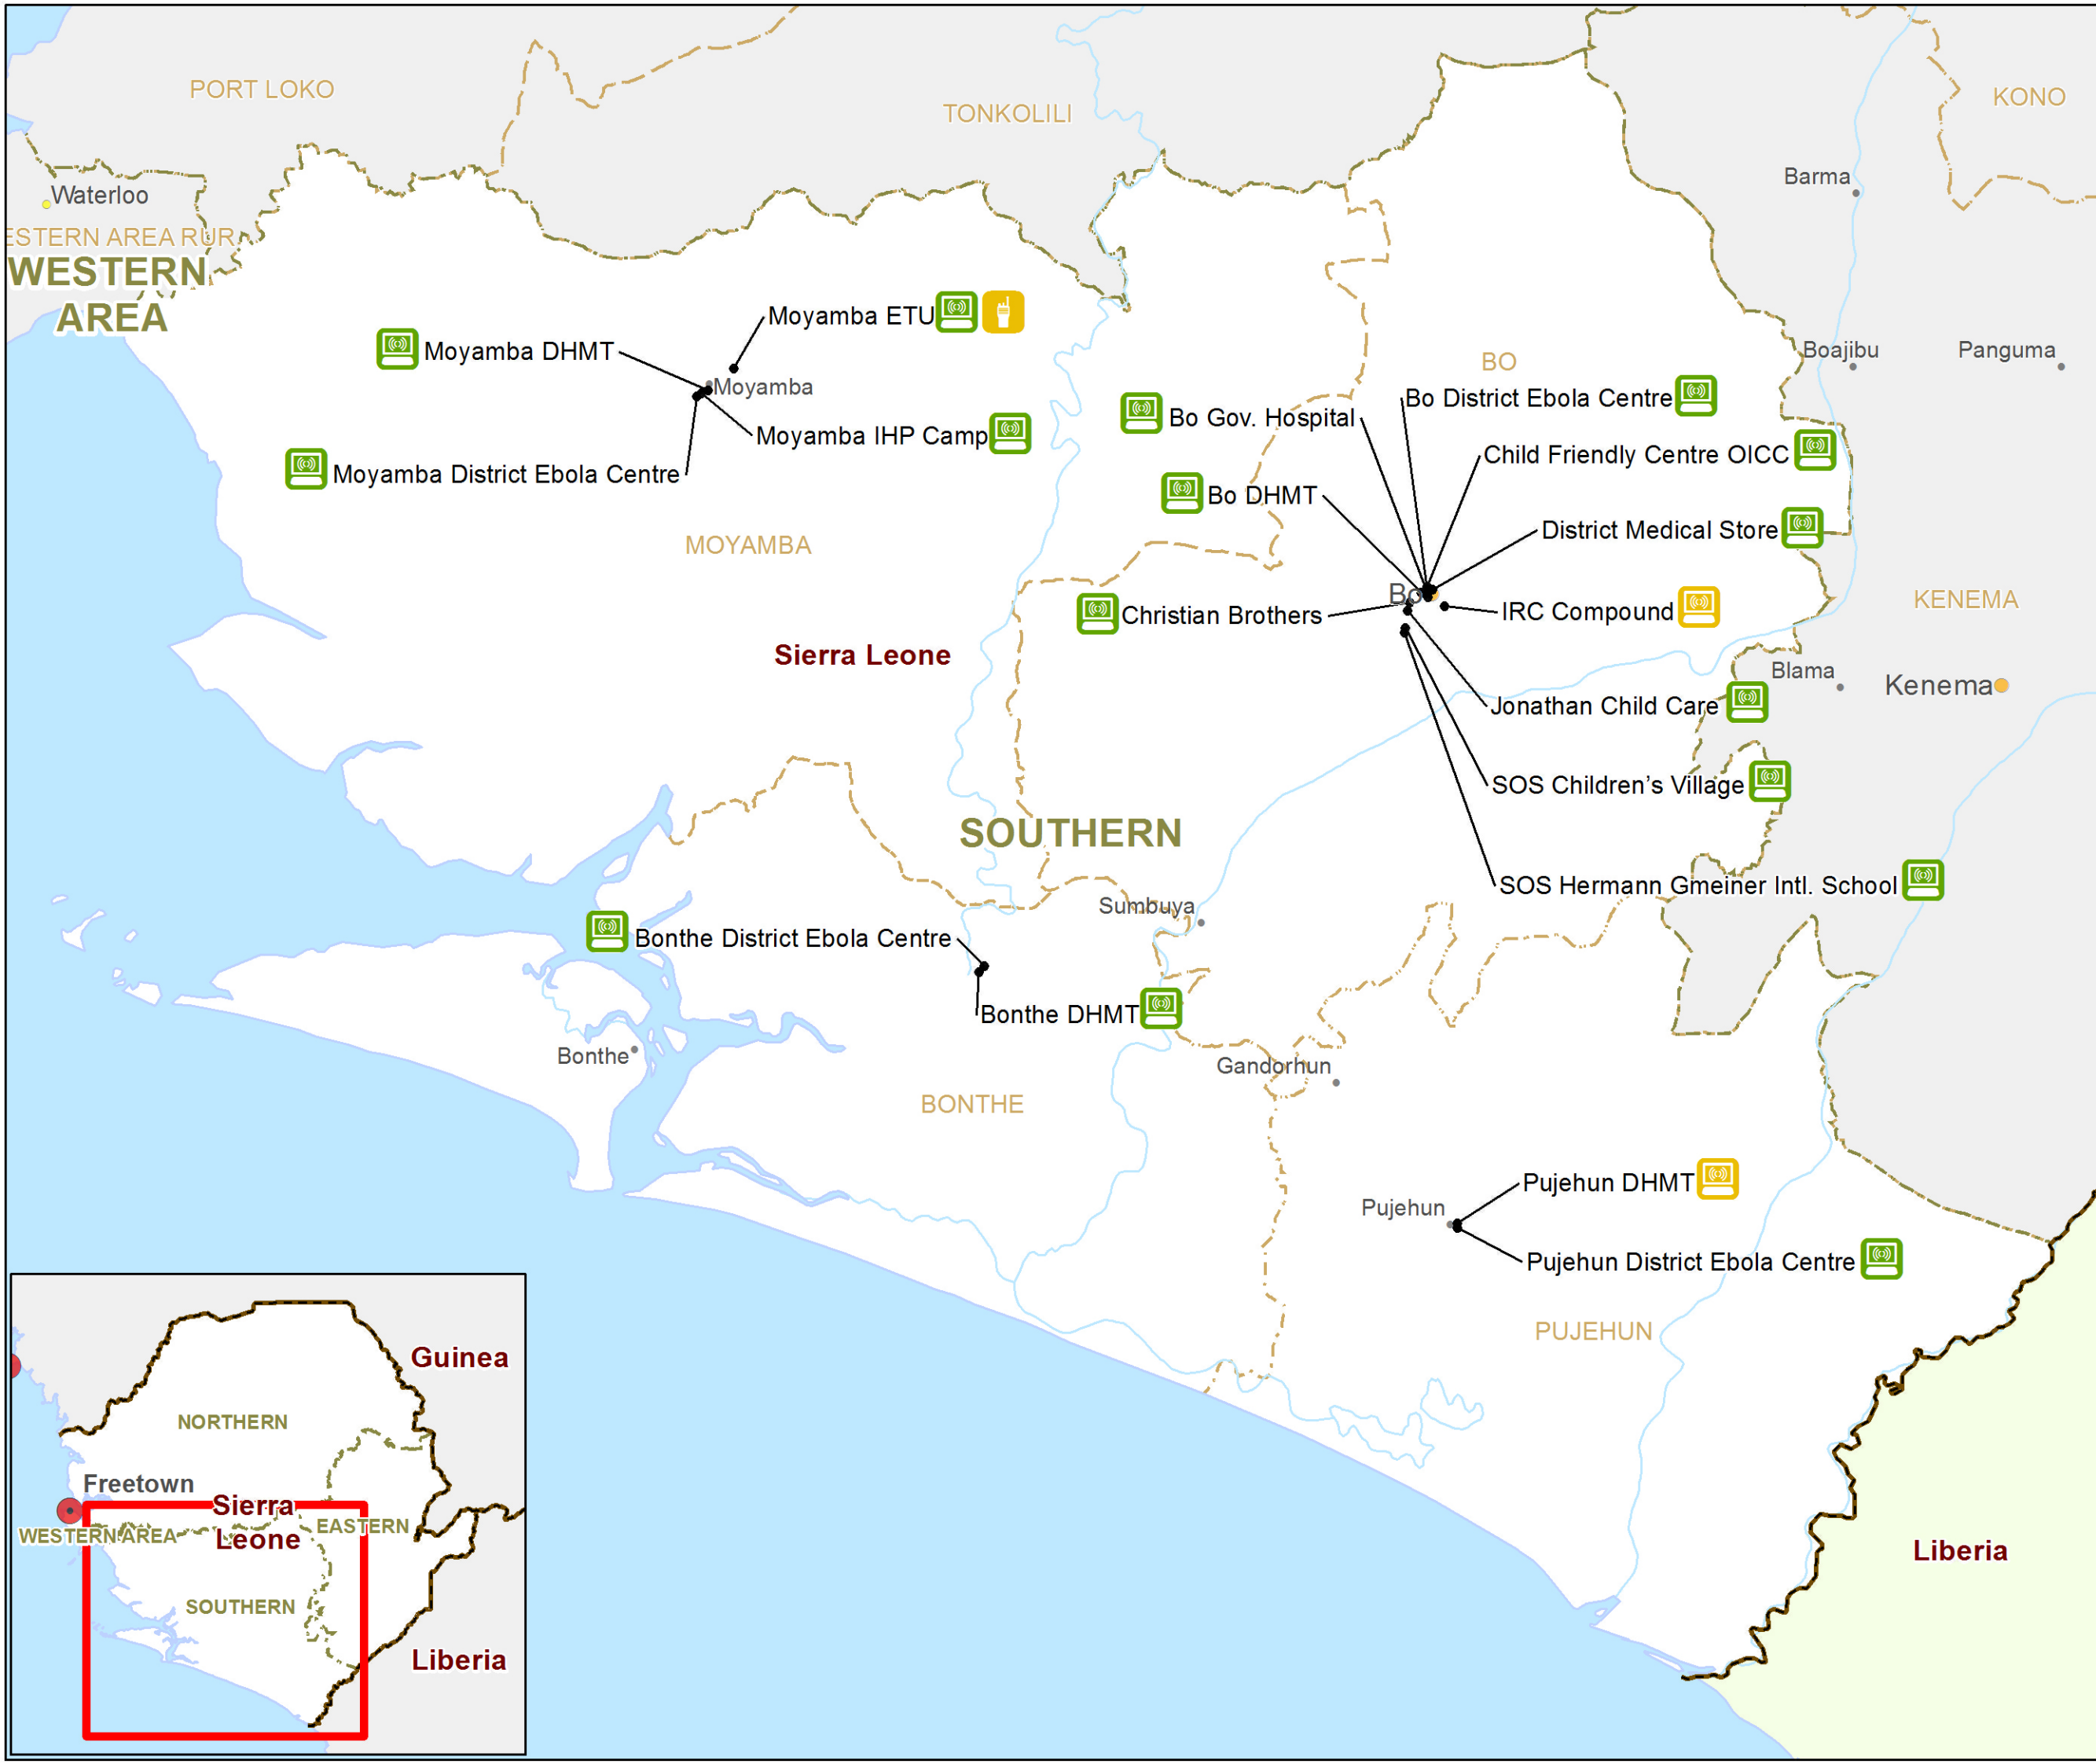 PORT LOKO
TONKOLILI
KONO
Barma
Waterloo
ESTERN AREA RUR
WESTERN
AREA
Moyamba ETU
Moyamba DHMT
Moyamba
Moyamba IHP Camp
Moyamba District Ebola Centre
MOYAMBA
BO
Boajibu
Panguma
Bo District Ebola Centre
Bo Gov. Hospital
Child Friendly Centre OICC
Bo DHMT
District Medical Store
Bo
IRC Compound
Christian Brothers
KENEMA
Sierra Leone
Blama
Kenema
Jonathan Child Care
SOS Children's Village
SOUTHERN
SOS Hermann Gmeiner Intl. School
Sumbuya
Bonthe District Ebola Centre
Bonthe DHMT
Bonthe
Gandorhun
BONTHE
Pujehun DHMT
Pujehun
Pujehun District Ebola Centre
PUJEHUN
Liberia
Guinea
NORTHERN
Freetown
Sierra
Leone
EASTERN
WESTERN AREA
SOUTHERN
Liberia